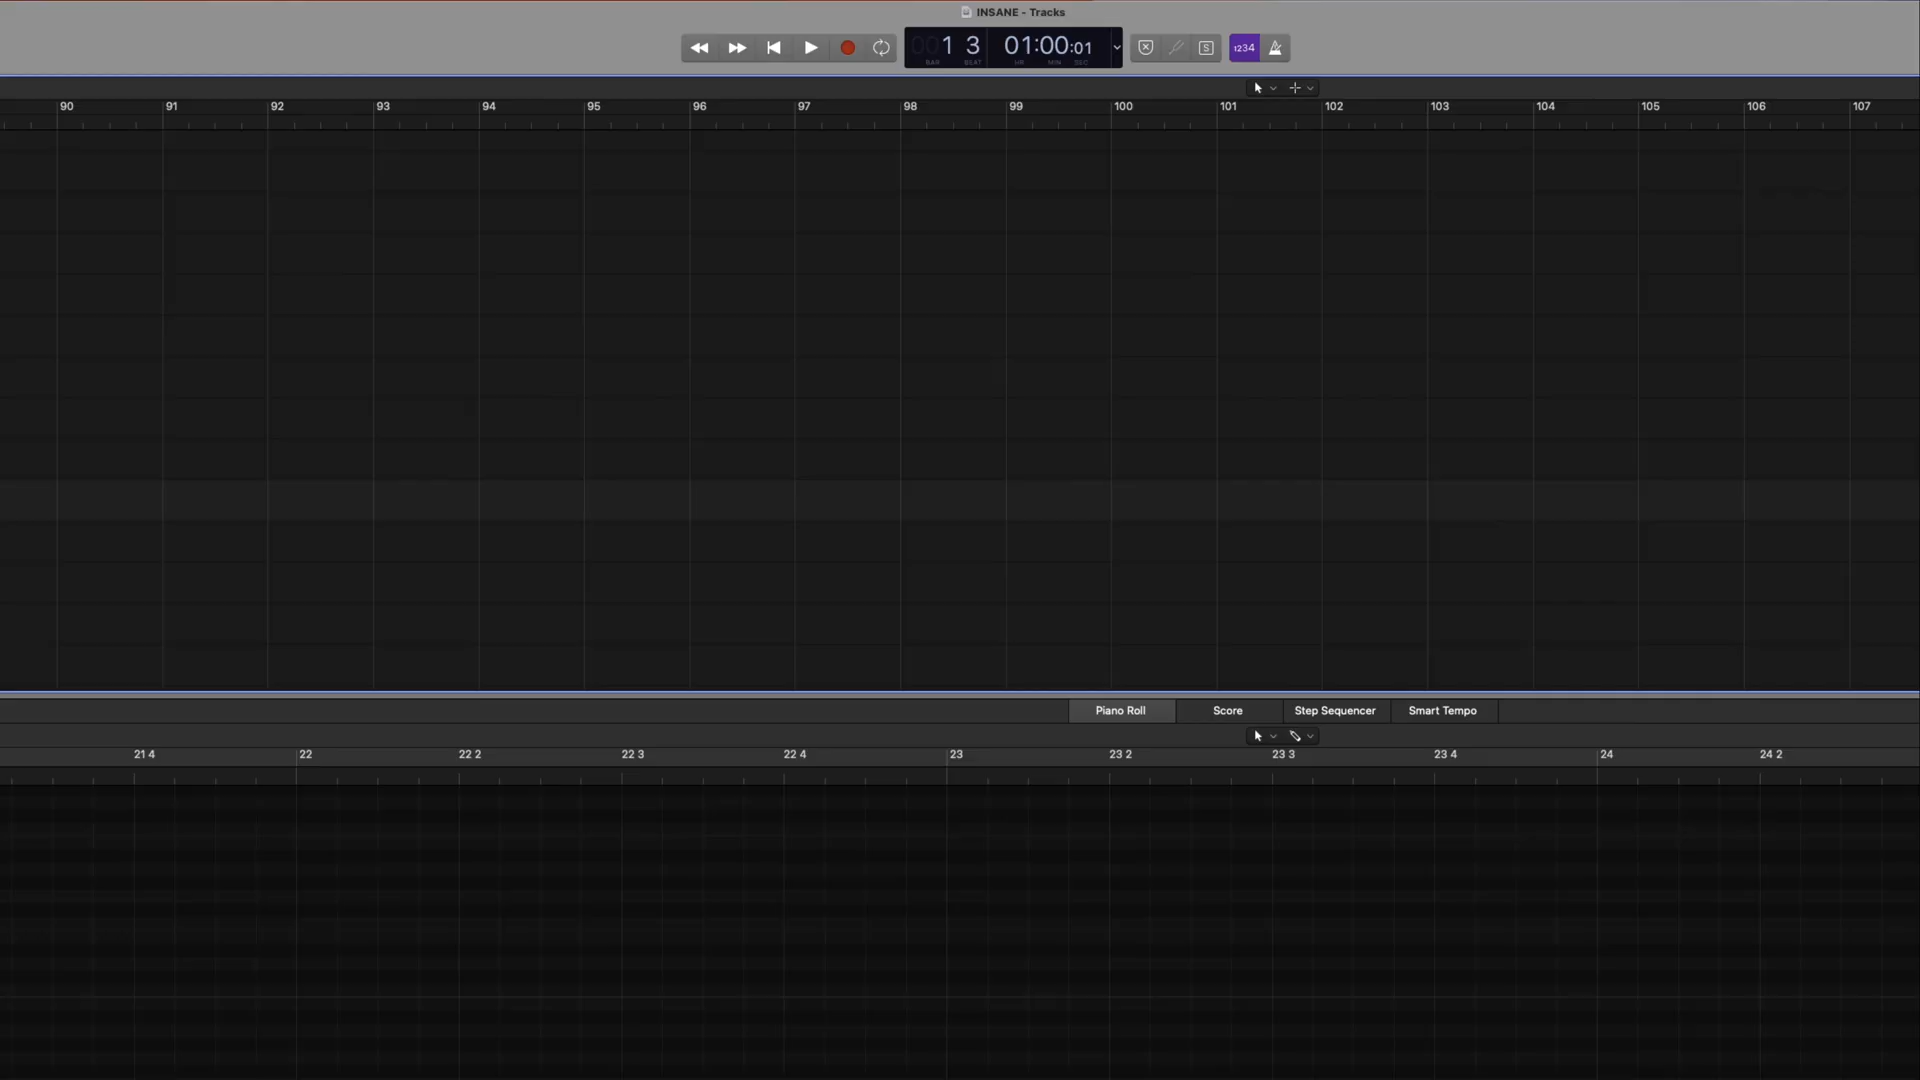 INSANE - Tracks
001 3 01:00:01
BAR BEAT HR MIN SEC
S 1234
90 91 92 93 94 95 96 97 98 99 100 101 102 103 104 105 106 107
Piano Roll Score Step Sequencer Smart Tempo
21 4 22 22 2 22 3 22 4 23 23 2 23 3 23 4 24 24 2